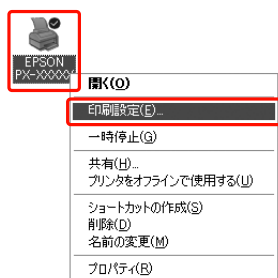 EPSON
PX-XXXXX
開く(O)
印刷設定(E)...
一時停止(G)
共有(H)...
プリンタをオフラインで使用する(U)
ショートカットの作成(S)
削除(D)
名前の変更(M)
プロパティ(R)